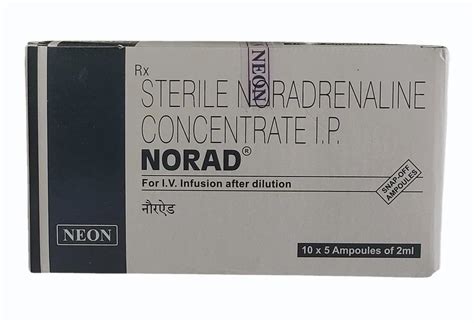 NEON
Rx
STERILE NORADRENALINE
CONCENTRATE I.P.
NORAD®
For I.V. Infusion after dilution
SNAP-OFF
AMPOULES
नौरऐड
NEON
10 x 5 Ampoules of 2ml